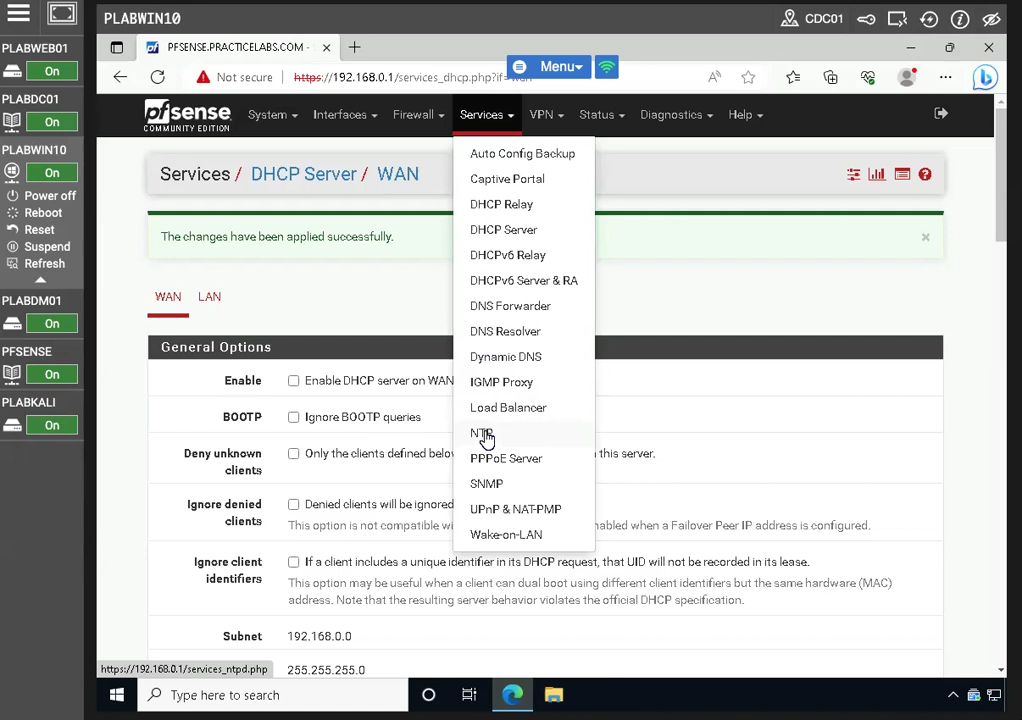 PLABWIN10
CDC01
PLABWEB01
On
PLABDC01
On
PLABWIN10
On
Power off
Reboot
Reset
Suspend
Refresh
PLABDM01
On
PFSENSE
On
PLABKALI
On
PFSENSE.PRACTICELABS.COM -
Menu
Not secure
https://192.168.0.1/services_dhcp.php?if=wan
pfsense
COMMUNITY EDITION
System
Interfaces
Firewall
Services
VPN
Status
Diagnostics
Help
Auto Config Backup
Captive Portal
DHCP Relay
DHCP Server
DHCPv6 Relay
DHCPv6 Server & RA
DNS Forwarder
DNS Resolver
Dynamic DNS
IGMP Proxy
Load Balancer
NTP
PPPoE Server
SNMP
UPnP & NAT-PMP
Wake-on-LAN
Services / DHCP Server / WAN
The changes have been applied successfully.
WAN LAN
General Options
Enable
Enable DHCP server on WAN
BOOTP
Ignore BOOTP queries
Deny unknown clients
Only the clients defined below
this server.
Ignore denied clients
Denied clients will be ignored
This option is not compatible
enabled when a Failover Peer IP address is configured.
Ignore client identifiers
If a client includes a unique identifier in its DHCP request, that UID will not be recorded in its lease.
This option may be useful when a client can dual boot using different client identifiers but the same hardware (MAC)
address. Note that the resulting server behavior violates the official DHCP specification.
Subnet
192.168.0.0
255.255.255.0
https://192.168.0.1/services_ntpd.php
Type here to search